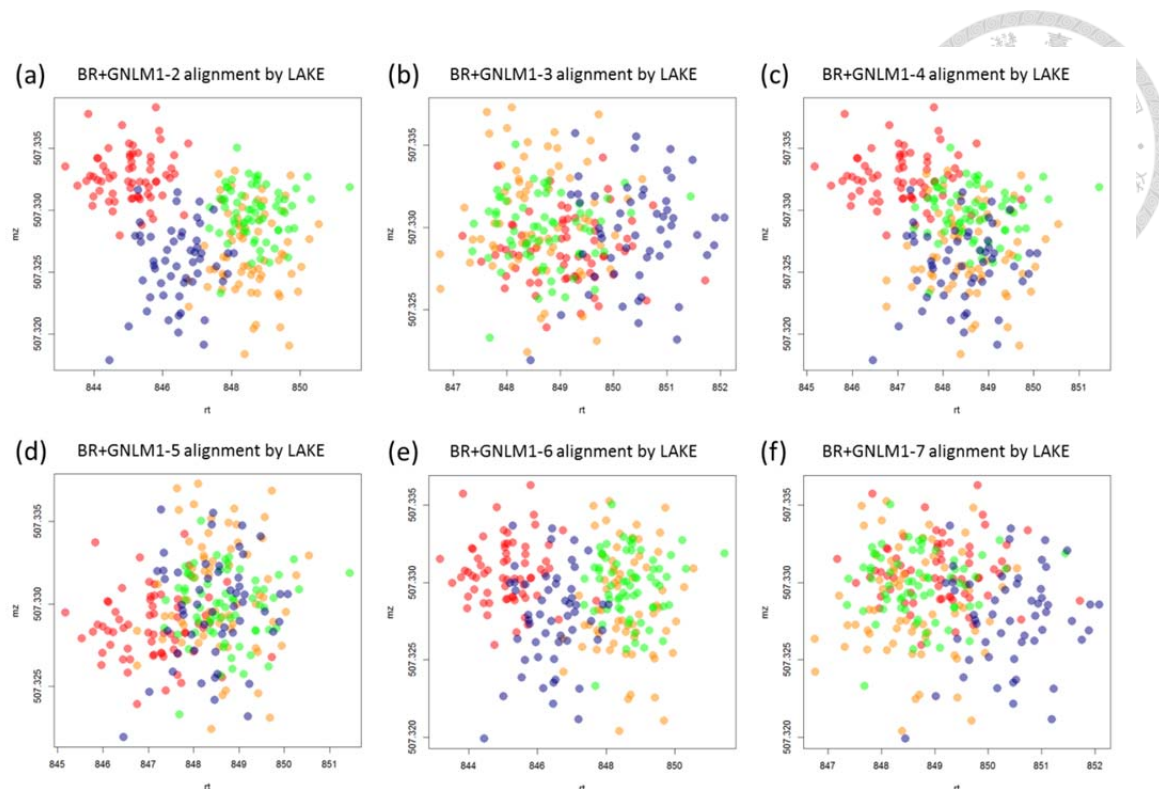 (a) BR+GNLM1-2 alignment by LAKE
(b) BR+GNLM1-3 alignment by LAKE
(c) BR+GNLM1-4 alignment by LAKE
mz
507.335
507.330
507.325
507.320
844 846 848 850
rt
mz
507.335
507.330
507.325
847 848 849 850 851 852
rt
mz
507.335
507.330
507.325
507.320
845 846 847 848 849 850 851
rt
(d) BR+GNLM1-5 alignment by LAKE
(e) BR+GNLM1-6 alignment by LAKE
(f) BR+GNLM1-7 alignment by LAKE
mz
507.335
507.330
507.325
845 846 847 848 849 850 851
rt
mz
507.335
507.330
507.325
507.320
844 846 848 850
rt
mz
507.335
507.330
507.325
507.320
847 848 849 850 851 852
rt